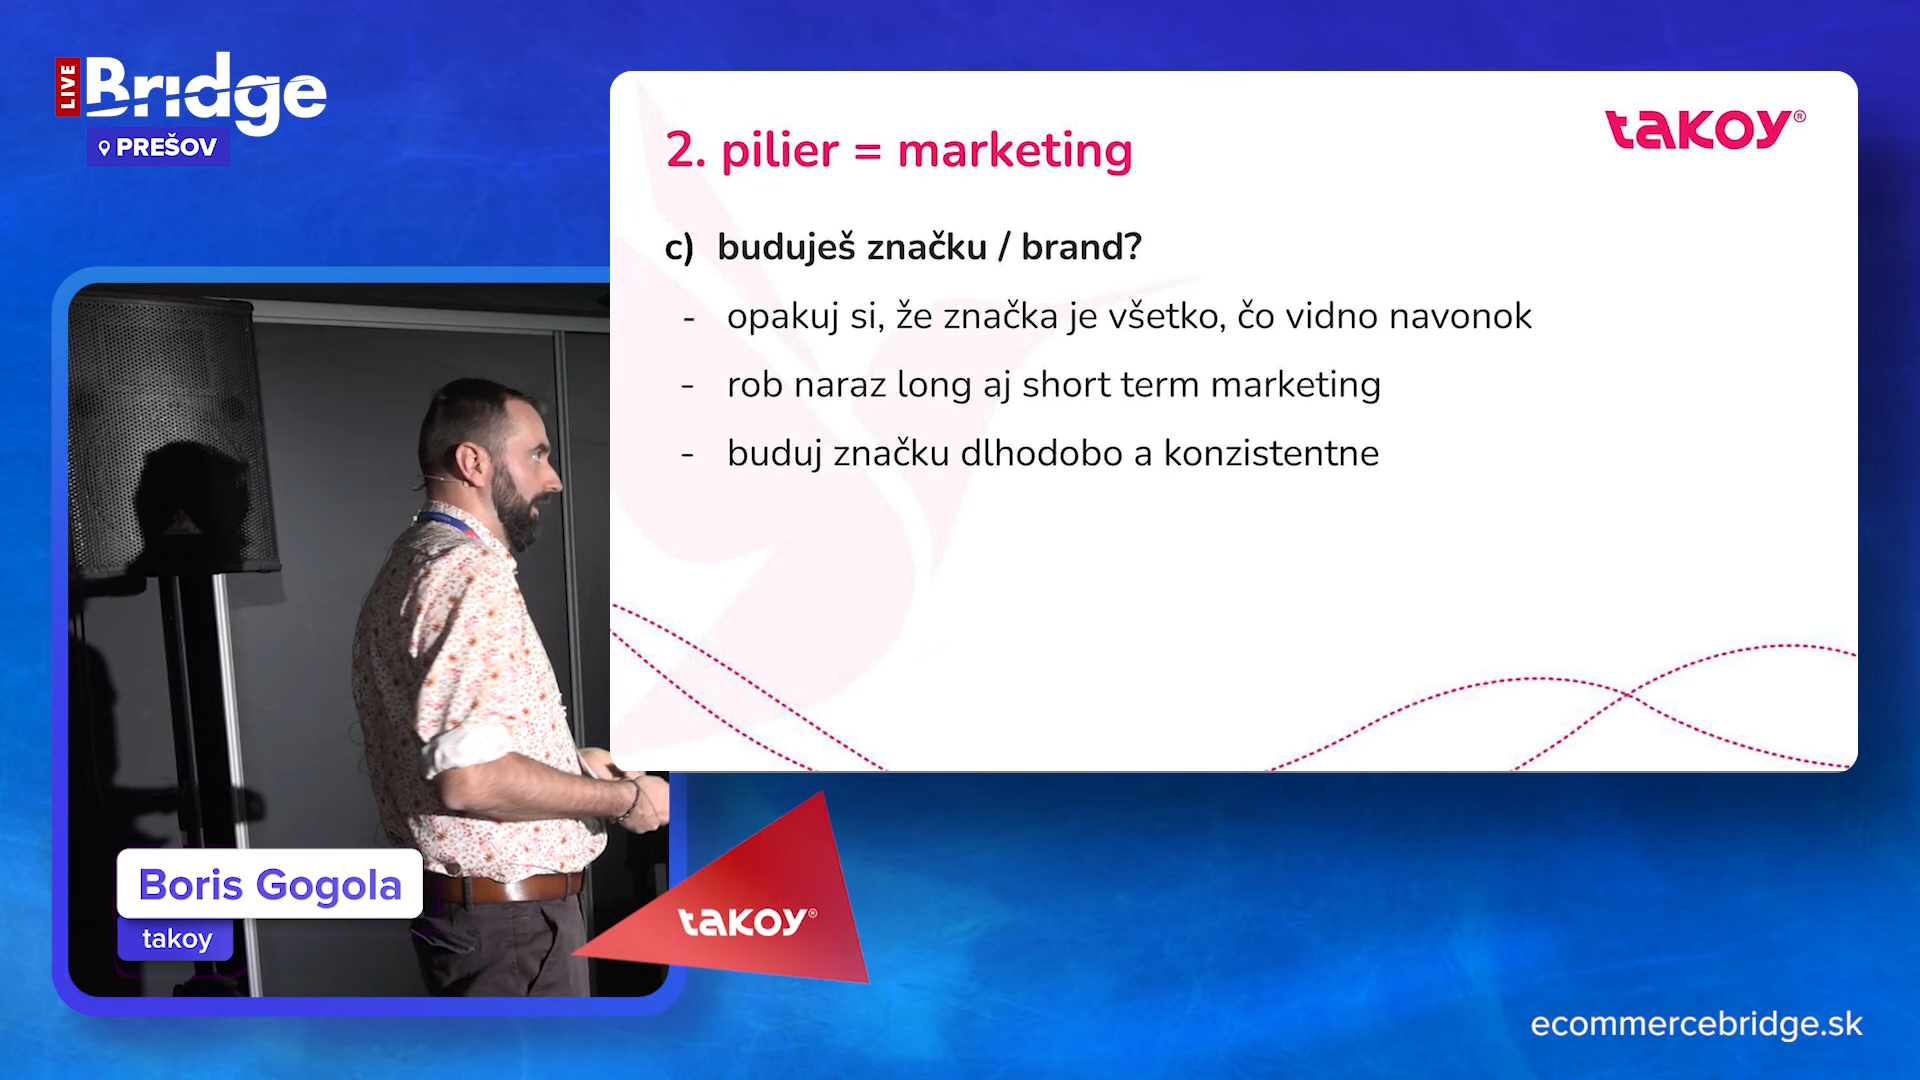 LIVE
Bridge
PREŠOV
takoy®
2. pilier = marketing
c) buduješ značku / brand?
- opakuj si, že značka je všetko, čo vidno navonok
- rob naraz long aj short term marketing
- buduj značku dlhodobo a konzistentne
Boris Gogola
takoy
takoy®
ecommercebridge.sk